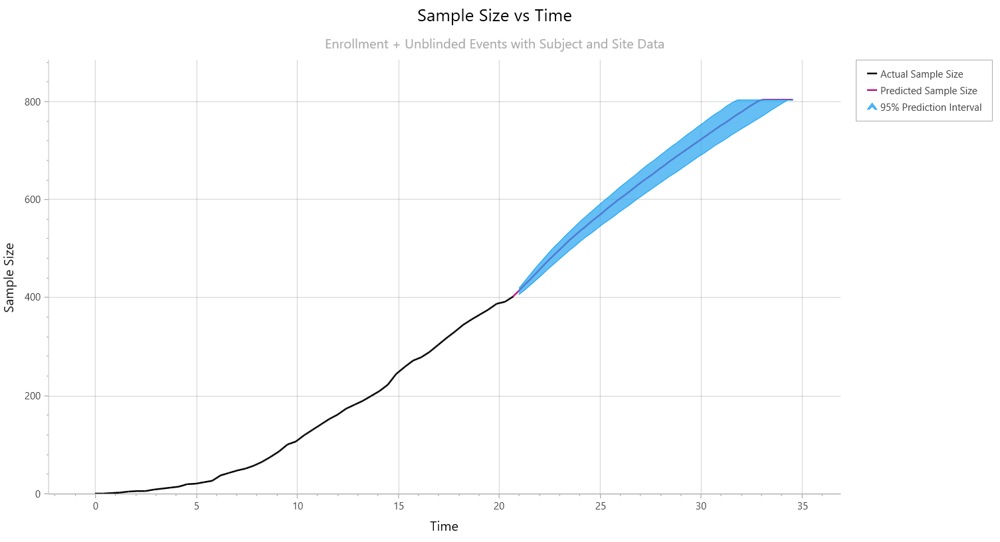 Sample Size vs Time
Enrollment + Unblinded Events with Subject and Site Data
Actual Sample Size
Predicted Sample Size
95% Prediction Interval
Sample Size
800
600
400
200
0
0 5 10 15 20 25 30 35
Time